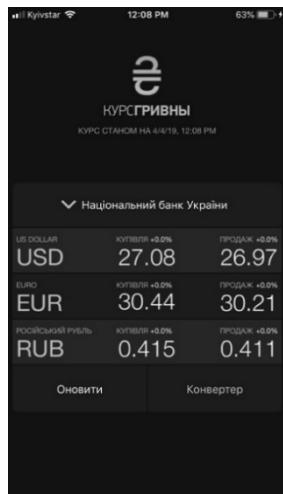 Kyivstar 12:08 PM 63%
КУРСГРИВНЫ
КУРС СТАНОМ НА 4/4/19, 12:08 PM
Національний банк України
US DOLLAR КУПІВЛЯ +0.0% ПРОДАЖ +0.0%
USD 27.08 26.97
EURO КУПІВЛЯ +0.0% ПРОДАЖ +0.0%
EUR 30.44 30.21
РОСІЙСЬКИЙ РУБЛЬ КУПІВЛЯ +0.0% ПРОДАЖ +0.0%
RUB 0.415 0.411
Оновити Конвертер